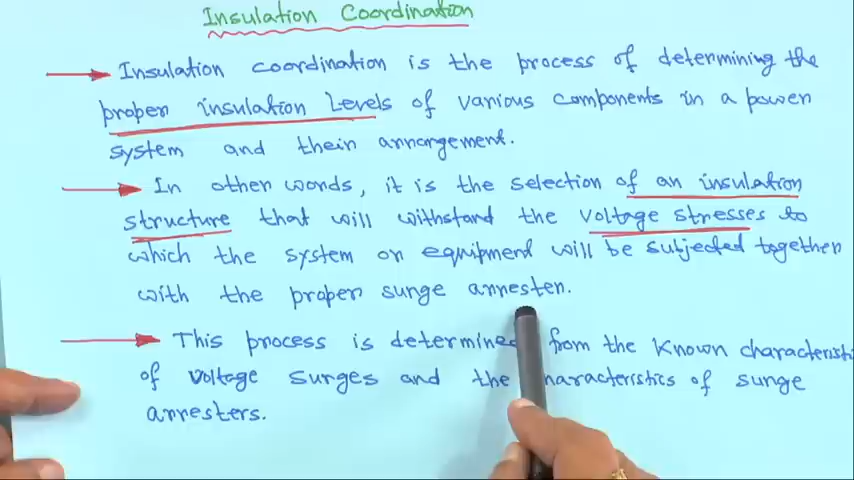 Insulation Coordination
Insulation coordination is the process of determining the
proper insulation Levels of various components in a power
system and their arrangement.
In other words, it is the selection of an insulation
structure that will withstand the voltage stresses to
which the system or equipment will be subjected together
with the proper surge arrester.
This process is determined from the known
of voltage surges and the characteristics of surge
arresters.